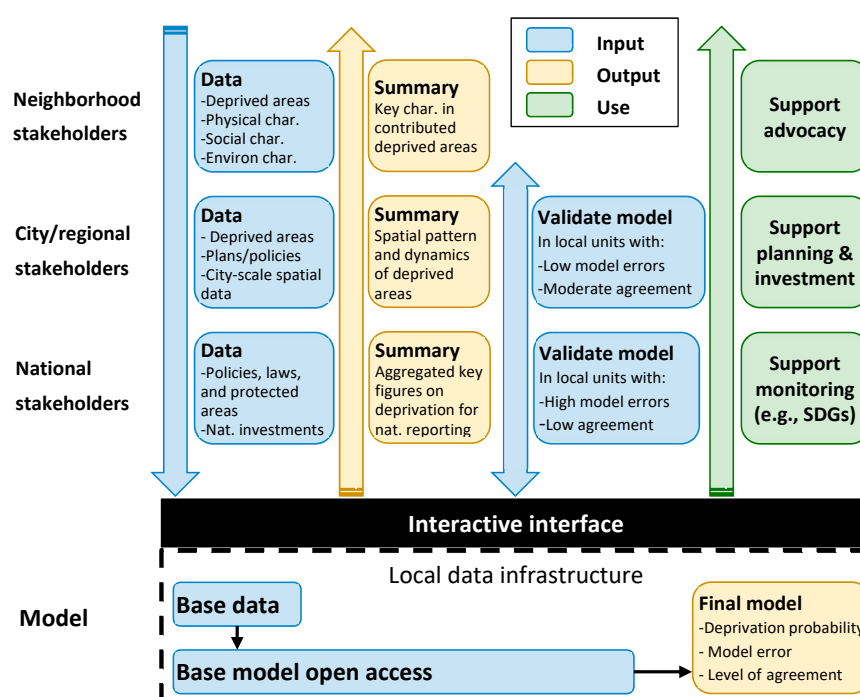 Input
Output
Use
Neighborhood
stakeholders
Data
-Deprived areas
-Physical char.
-Social char.
-Environ char.
Summary
Key char. in
contributed
deprived areas
Support
advocacy
City/regional
stakeholders
Data
- Deprived areas
-Plans/policies
-City-scale spatial
data
Summary
Spatial pattern
and dynamics
of deprived
areas
Validate model
In local units with:
-Low model errors
-Moderate agreement
Support
planning &
investment
National
stakeholders
Data
-Policies, laws,
and protected
areas
-Nat. investments
Summary
Aggregated key
figures on
deprivation for
nat. reporting
Validate model
In local units with:
-High model errors
-Low agreement
Support
monitoring
(e.g., SDGs)
Interactive interface
Local data infrastructure
Model
Base data
Base model open access
Final model
-Deprivation probability
- Model error
- Level of agreement